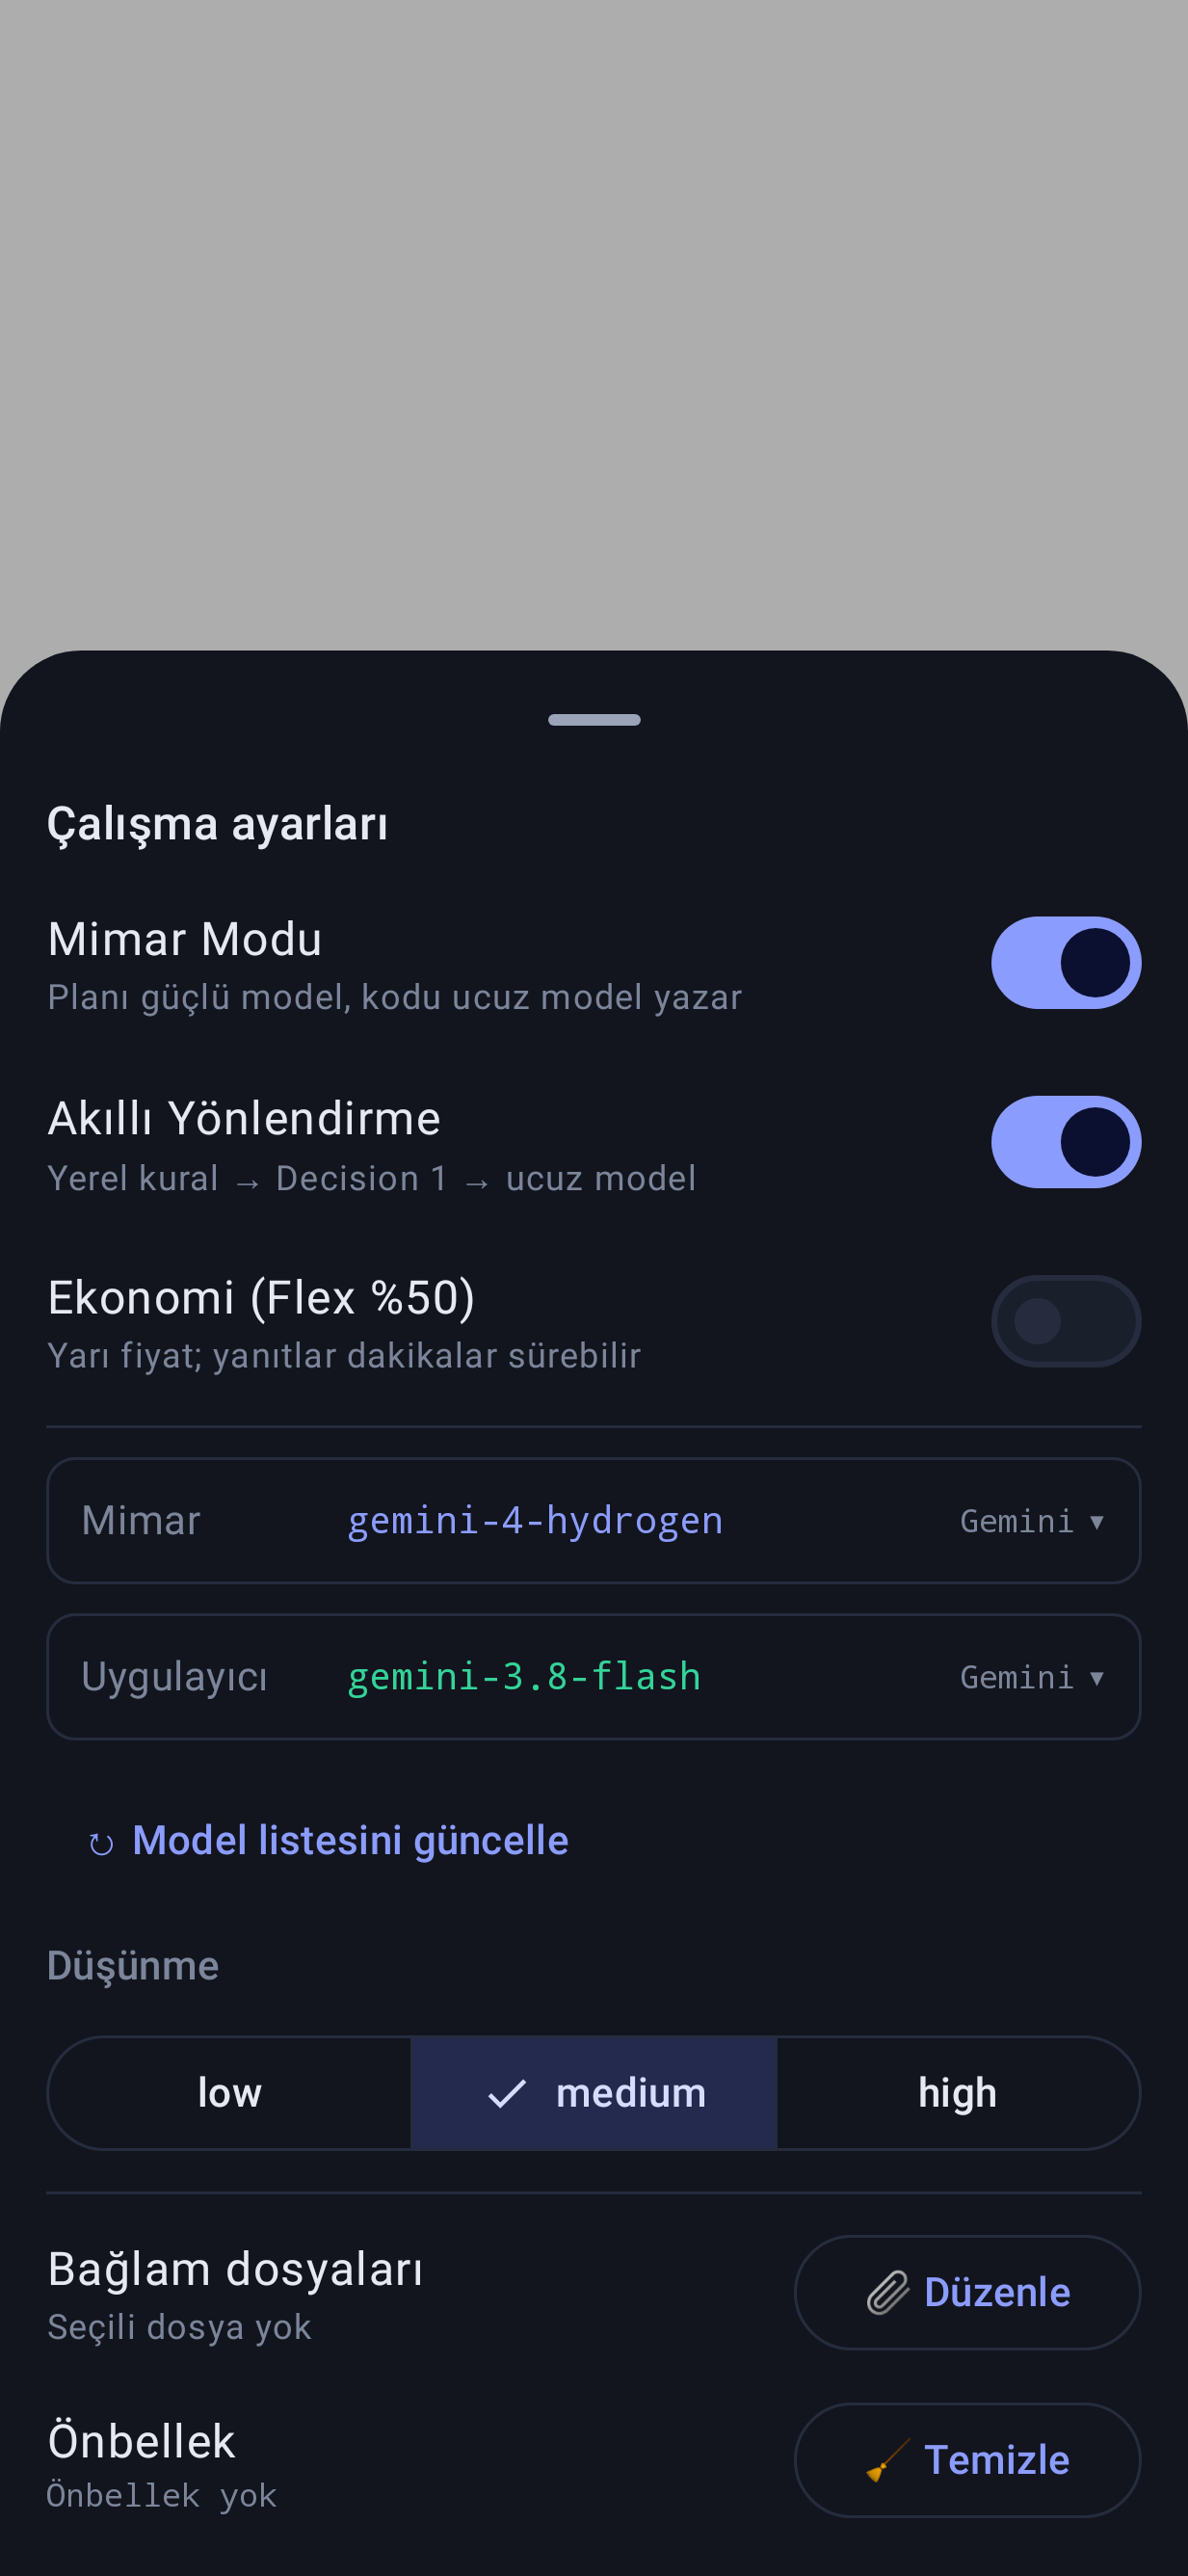 Çalışma ayarları
Mimar Modu
Planı güçlü model, kodu ucuz model yazar
Akıllı Yönlendirme
Yerel kural → Decision 1 → ucuz model
Ekonomi (Flex %50)
Yarı fiyat; yanıtlar dakikalar sürebilir
Mimar gemini-4-hydrogen Gemini ▾
Uygulayıcı gemini-3.8-flash Gemini ▾
↻ Model listesini güncelle
Düşünme
low ✓ medium high
Bağlam dosyaları
Seçili dosya yok
📎 Düzenle
Önbellek
Önbellek yok
🧹 Temizle